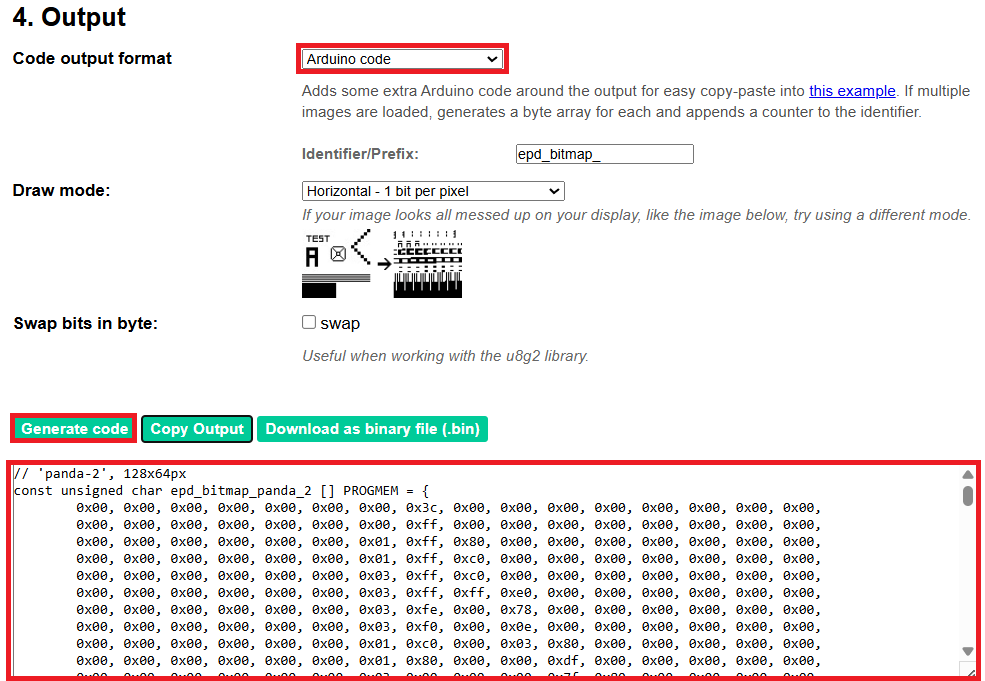 4. Output
Code output format
Arduino code
Adds some extra Arduino code around the output for easy copy-paste into this example. If multiple
images are loaded, generates a byte array for each and appends a counter to the identifier.
Identifier/Prefix:
epd_bitmap_
Draw mode:
Horizontal - 1 bit per pixel
If your image looks all messed up on your display, like the image below, try using a different mode.
TEST
A
Swap bits in byte:
swap
Useful when working with the u8g2 library.
Generate code
Copy Output
Download as binary file (.bin)
// 'panda-2', 128x64px
const unsigned char epd_bitmap_panda_2 [] PROGMEM = {
0x00, 0x00, 0x00, 0x00, 0x00, 0x00, 0x00, 0x3c, 0x00, 0x00, 0x00, 0x00, 0x00, 0x00, 0x00, 0x00,
0x00, 0x00, 0x00, 0x00, 0x00, 0x00, 0x00, 0xff, 0x00, 0x00, 0x00, 0x00, 0x00, 0x00, 0x00, 0x00,
0x00, 0x00, 0x00, 0x00, 0x00, 0x00, 0x01, 0xff, 0x80, 0x00, 0x00, 0x00, 0x00, 0x00, 0x00, 0x00,
0x00, 0x00, 0x00, 0x00, 0x00, 0x00, 0x01, 0xff, 0xc0, 0x00, 0x00, 0x00, 0x00, 0x00, 0x00, 0x00,
0x00, 0x00, 0x00, 0x00, 0x00, 0x00, 0x03, 0xff, 0xc0, 0x00, 0x00, 0x00, 0x00, 0x00, 0x00, 0x00,
0x00, 0x00, 0x00, 0x00, 0x00, 0x00, 0x03, 0xff, 0xff, 0xe0, 0x00, 0x00, 0x00, 0x00, 0x00, 0x00,
0x00, 0x00, 0x00, 0x00, 0x00, 0x00, 0x03, 0xfe, 0x00, 0x78, 0x00, 0x00, 0x00, 0x00, 0x00, 0x00,
0x00, 0x00, 0x00, 0x00, 0x00, 0x00, 0x03, 0xf0, 0x00, 0x0e, 0x00, 0x00, 0x00, 0x00, 0x00, 0x00,
0x00, 0x00, 0x00, 0x00, 0x00, 0x00, 0x01, 0xc0, 0x00, 0x03, 0x80, 0x00, 0x00, 0x00, 0x00, 0x00,
0x00, 0x00, 0x00, 0x00, 0x00, 0x00, 0x01, 0x80, 0x00, 0x00, 0xdf, 0x00, 0x00, 0x00, 0x00, 0x00,